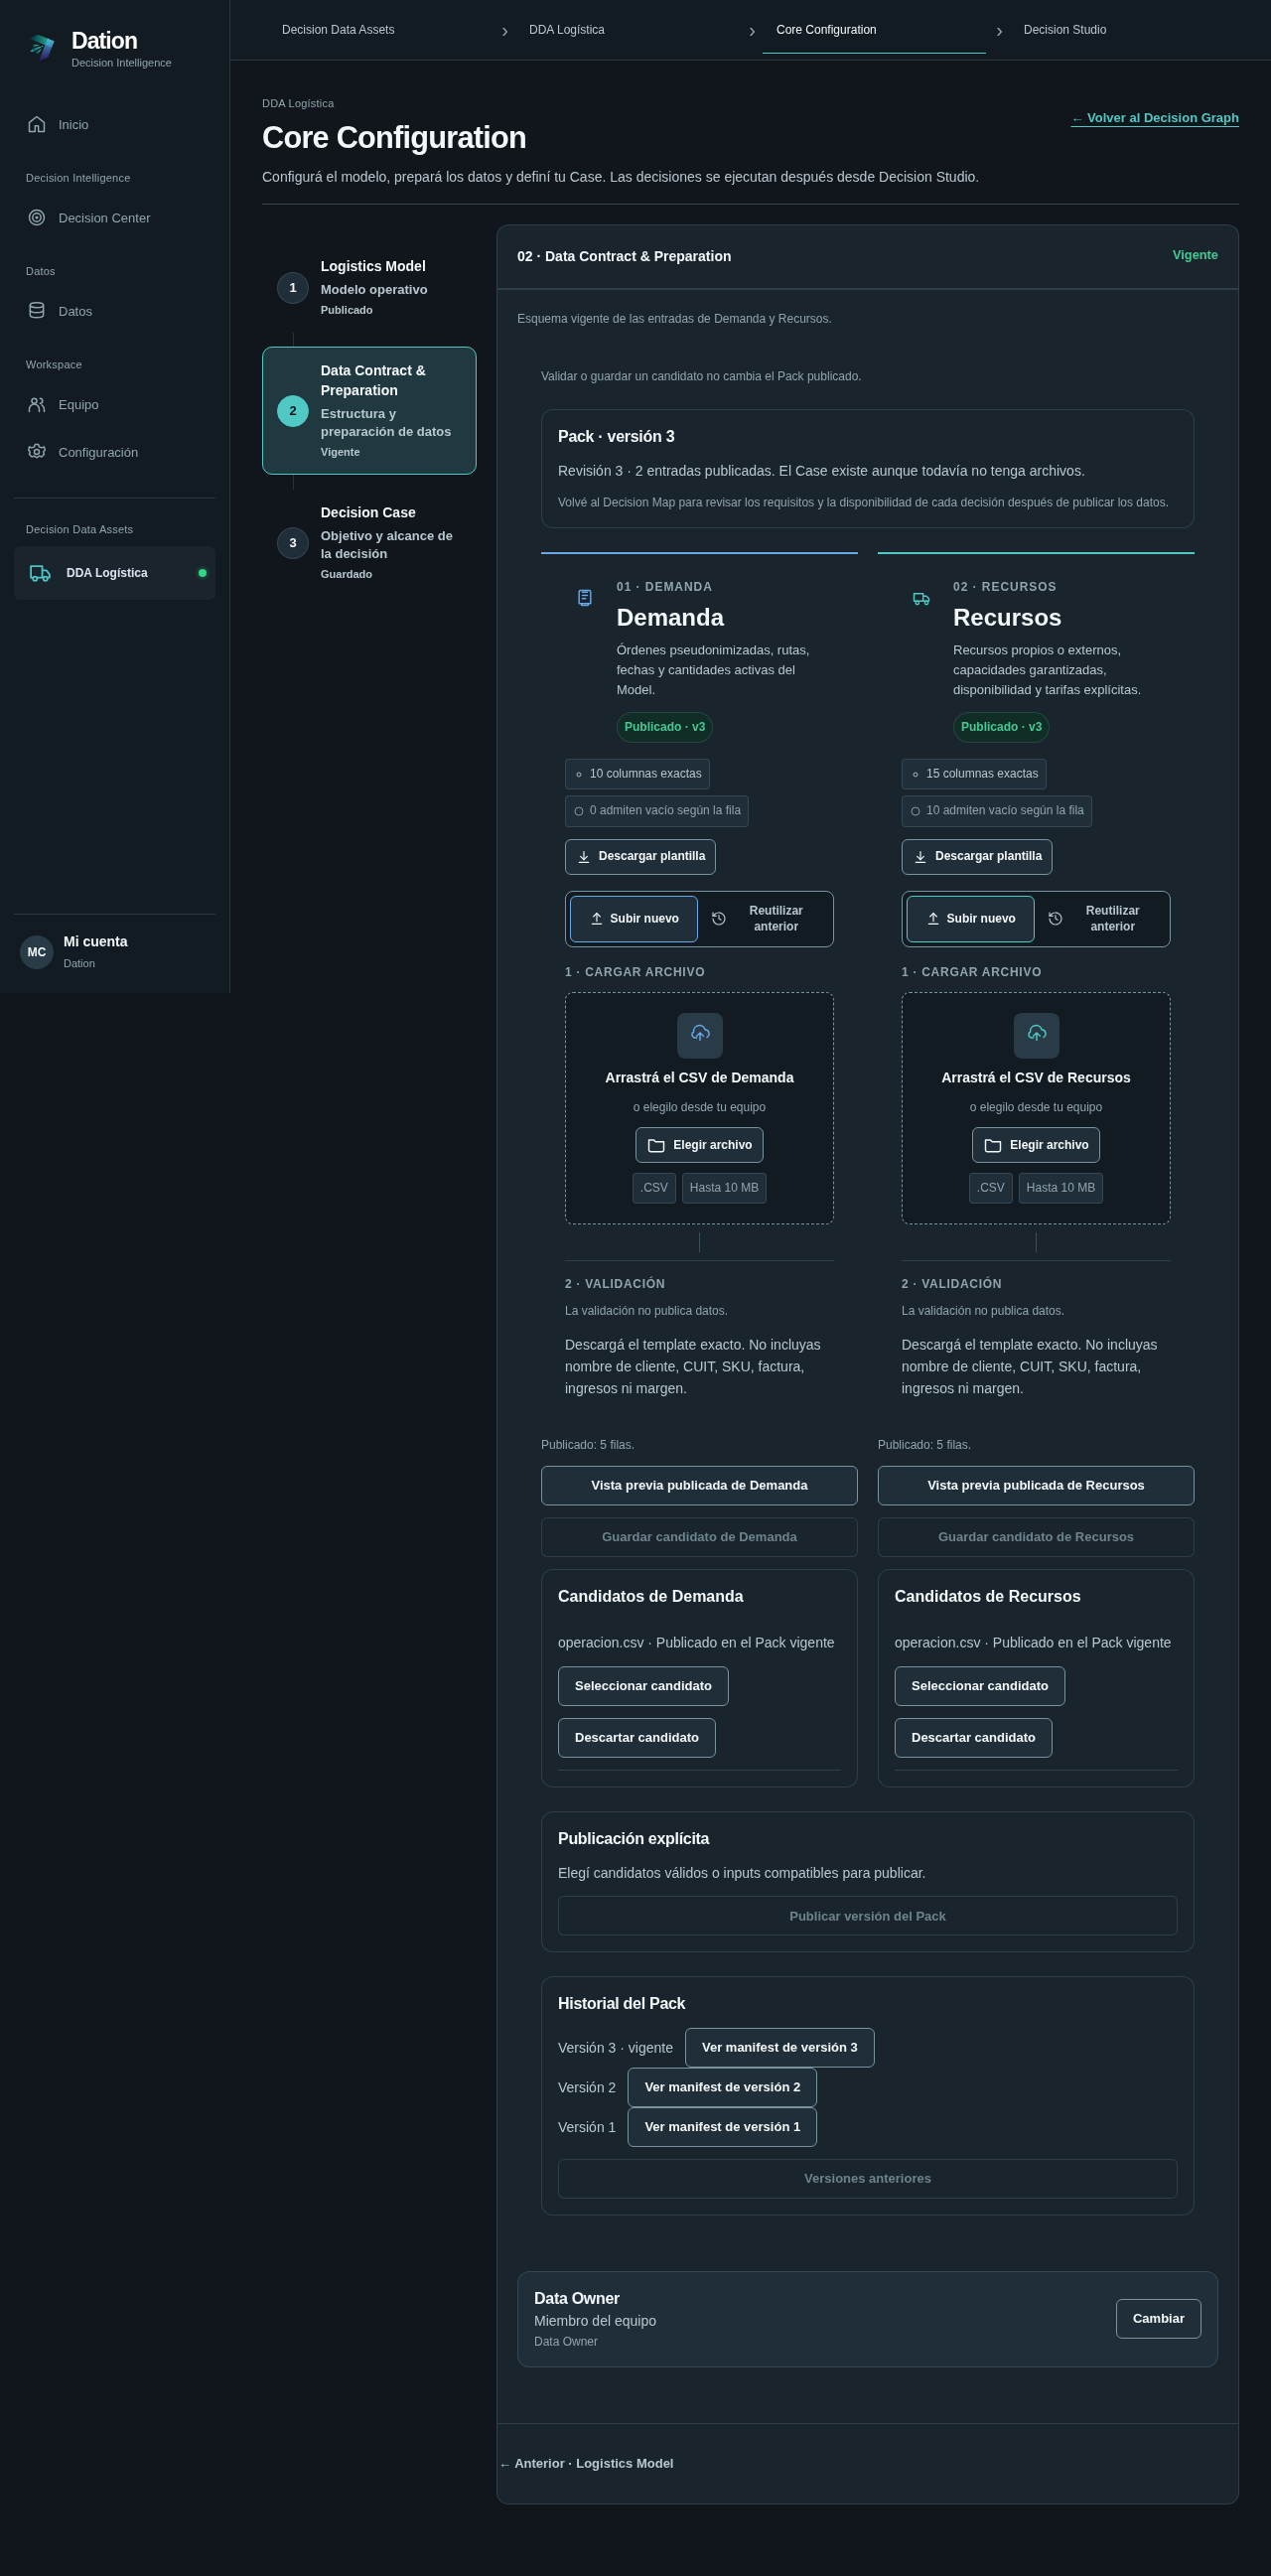 Dation
Decision Intelligence
Inicio
Decision Intelligence
Decision Center
Datos
Datos
Workspace
Equipo
Configuración
Decision Data Assets
DDA Logística
MC
Mi cuenta
Dation
Decision Data Assets
›
DDA Logística
›
Core Configuration
›
Decision Studio
DDA Logística
Core Configuration
Configurá el modelo, prepará los datos y definí tu Case. Las decisiones se ejecutan después desde Decision Studio.
← Volver al Decision Graph
1
Logistics Model
Modelo operativo
Publicado
2
Data Contract &
Preparation
Estructura y
preparación de datos
Vigente
3
Decision Case
Objetivo y alcance de
la decisión
Guardado
02 · Data Contract & Preparation
Vigente
Esquema vigente de las entradas de Demanda y Recursos.
Validar o guardar un candidato no cambia el Pack publicado.
Pack · versión 3
Revisión 3 · 2 entradas publicadas. El Case existe aunque todavía no tenga archivos.
Volvé al Decision Map para revisar los requisitos y la disponibilidad de cada decisión después de publicar los datos.
01 · DEMANDA
Demanda
Órdenes pseudonimizadas, rutas,
fechas y cantidades activas del
Model.
Publicado · v3
10 columnas exactas
0 admiten vacío según la fila
Descargar plantilla
Subir nuevo
Reutilizar
anterior
1 · CARGAR ARCHIVO
Arrastrá el CSV de Demanda
o elegilo desde tu equipo
Elegir archivo
.CSV
Hasta 10 MB
2 · VALIDACIÓN
La validación no publica datos.
Descargá el template exacto. No incluyas
nombre de cliente, CUIT, SKU, factura,
ingresos ni margen.
Publicado: 5 filas.
Vista previa publicada de Demanda
Guardar candidato de Demanda
Candidatos de Demanda
operacion.csv · Publicado en el Pack vigente
Seleccionar candidato
Descartar candidato
02 · RECURSOS
Recursos
Recursos propios o externos,
capacidades garantizadas,
disponibilidad y tarifas explícitas.
Publicado · v3
15 columnas exactas
10 admiten vacío según la fila
Descargar plantilla
Subir nuevo
Reutilizar
anterior
1 · CARGAR ARCHIVO
Arrastrá el CSV de Recursos
o elegilo desde tu equipo
Elegir archivo
.CSV
Hasta 10 MB
2 · VALIDACIÓN
La validación no publica datos.
Descargá el template exacto. No incluyas
nombre de cliente, CUIT, SKU, factura,
ingresos ni margen.
Publicado: 5 filas.
Vista previa publicada de Recursos
Guardar candidato de Recursos
Candidatos de Recursos
operacion.csv · Publicado en el Pack vigente
Seleccionar candidato
Descartar candidato
Publicación explícita
Elegí candidatos válidos o inputs compatibles para publicar.
Publicar versión del Pack
Historial del Pack
Versión 3 · vigente
Ver manifest de versión 3
Versión 2
Ver manifest de versión 2
Versión 1
Ver manifest de versión 1
Versiones anteriores
Data Owner
Miembro del equipo
Data Owner
Cambiar
← Anterior · Logistics Model